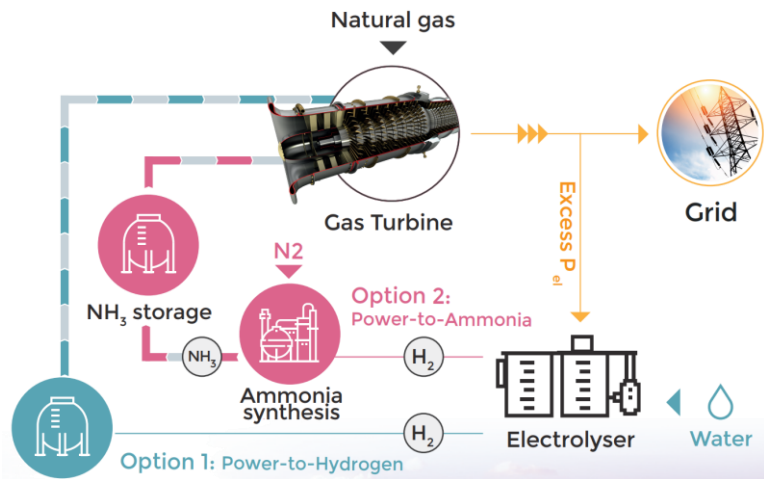 Natural gas
Gas Turbine
Grid
Excess P el
N2
NH₃ storage
Option 2:
Power-to-Ammonia
NH₃
H₂
Ammonia
synthesis
H₂
Electrolyser
Water
Option 1: Power-to-Hydrogen